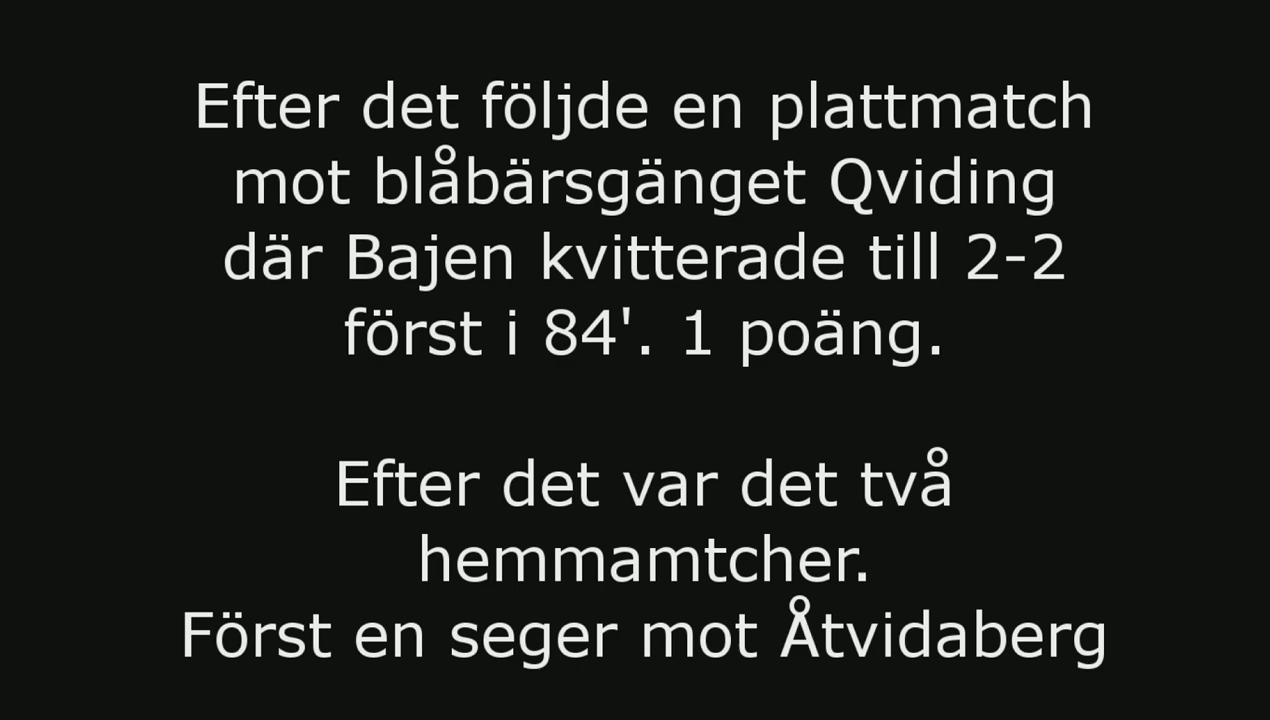 Efter det följde en plattmatch
mot blåbärsgänget Qviding
där Bajen kvitterade till 2-2
först i 84'. 1 poäng.
Efter det var det två
hemmamtcher.
Först en seger mot Åtvidaberg